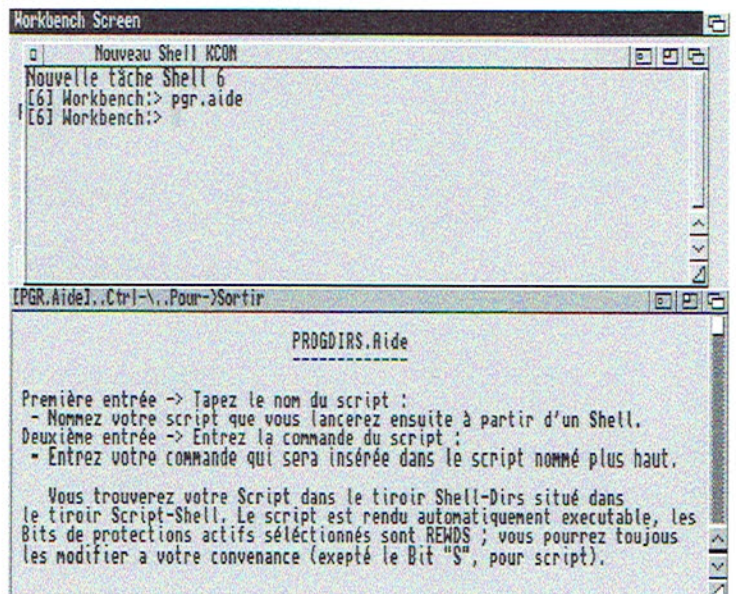 Workbench Screen
Nouveau Shell KCON
Nouvelle tâche Shell 6
[6] Workbench:> pgr.aide
[6] Workbench:>
[PGR.Aide]..Ctrl-\..Pour->Sortir
PROGDIRS.Aide
-------------
Première entrée -> Tapez le nom du script :
- Nommez votre script que vous lancerez ensuite à partir d'un Shell.
Deuxième entrée -> Entrez la commande du script :
- Entrez votre commande qui sera insérée dans le script nommé plus haut.
Vous trouverez votre Script dans le tiroir Shell-Dirs situé dans
le tiroir Script-Shell. Le script est rendu automatiquement executable, les
Bits de protections actifs séléctionnés sont REWDS ; vous pourrez toujous
les modifier a votre convenance (exepté le Bit "S", pour script).